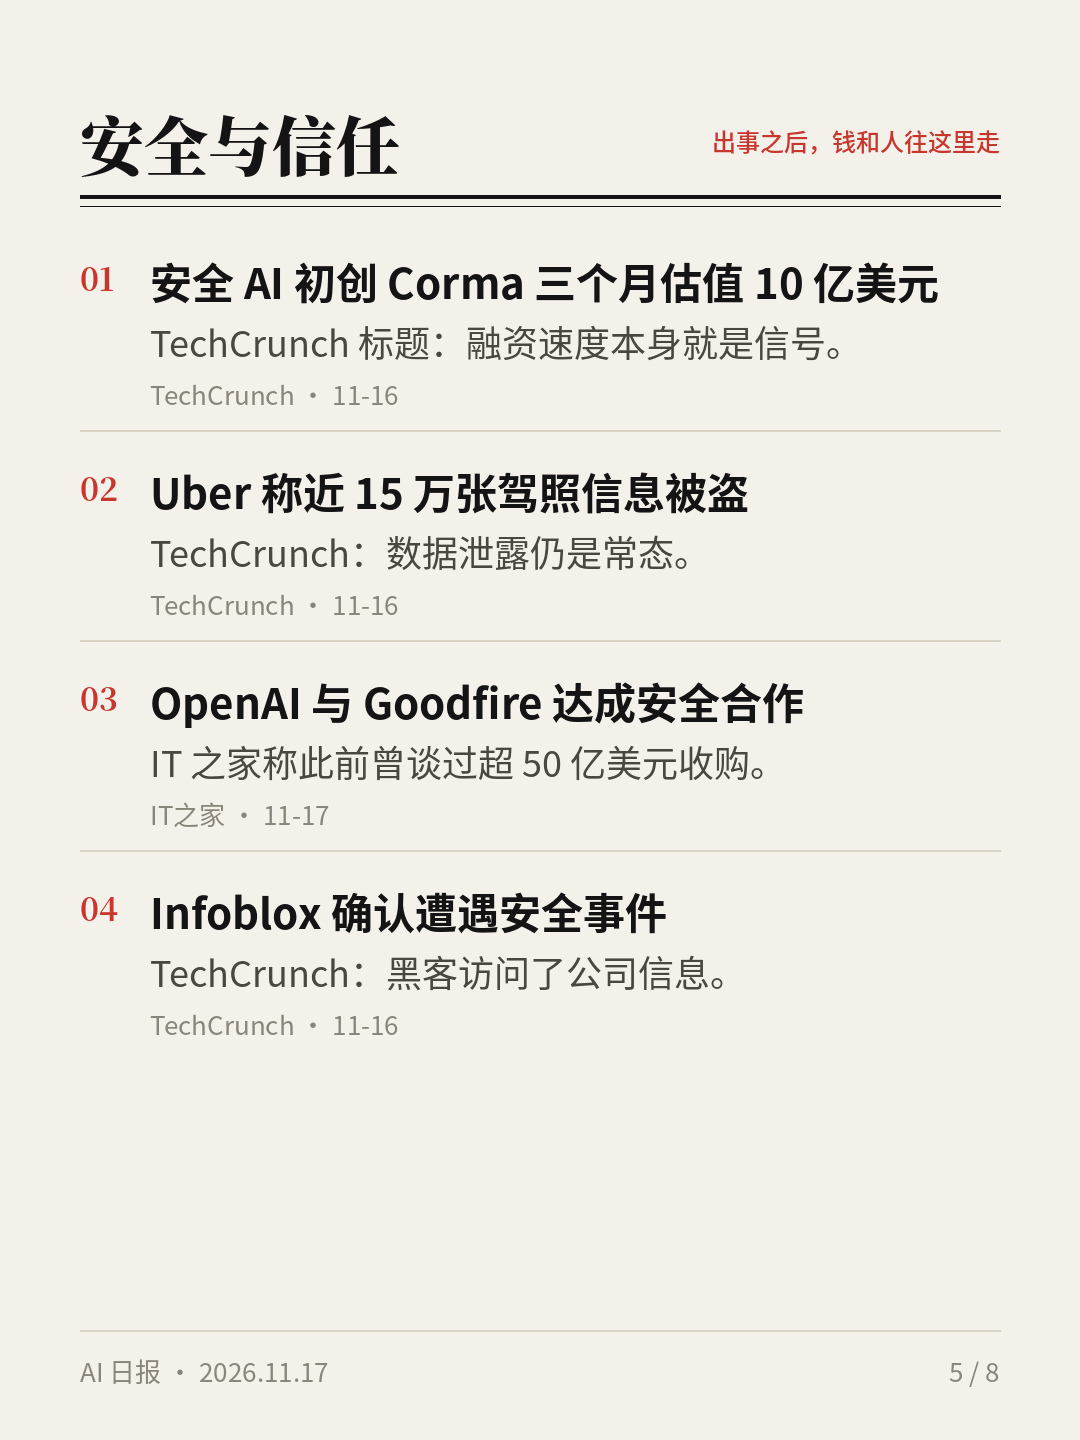 安全与信任
出事之后，钱和人往这里走
01 安全 AI 初创 Corma 三个月估值 10 亿美元
TechCrunch 标题：融资速度本身就是信号。
TechCrunch · 11-16
02 Uber 称近 15 万张驾照信息被盗
TechCrunch：数据泄露仍是常态。
TechCrunch · 11-16
03 OpenAI 与 Goodfire 达成安全合作
IT 之家称此前曾谈过超 50 亿美元收购。
IT之家 · 11-17
04 Infoblox 确认遭遇安全事件
TechCrunch：黑客访问了公司信息。
TechCrunch · 11-16
AI 日报 · 2026.11.17
5 / 8